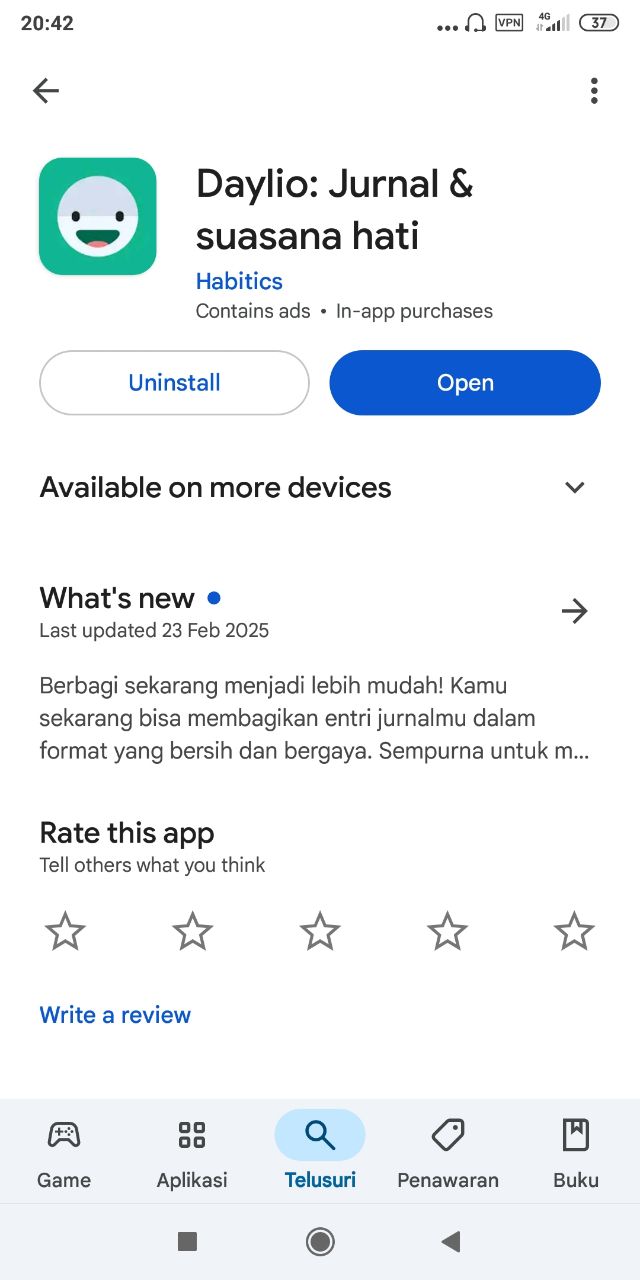 20:42
VPN
4G
37
Daylio: Jurnal &
suasana hati
Habitics
Contains ads • In-app purchases
Uninstall
Open
Available on more devices
What's new
Last updated 23 Feb 2025
Berbagi sekarang menjadi lebih mudah! Kamu
sekarang bisa membagikan entri jurnalmu dalam
format yang bersih dan bergaya. Sempurna untuk m...
Rate this app
Tell others what you think
Write a review
Game
Aplikasi
Telusuri
Penawaran
Buku